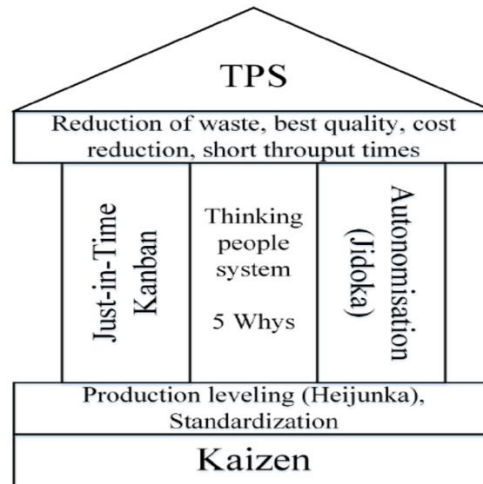 TPS
Reduction of waste, best quality, cost
reduction, short throuput times
Just-in-Time
Kanban
Thinking
people
system
5 Whys
Autonomisation
(Jidoka)
Production leveling (Heijunka),
Standardization
Kaizen